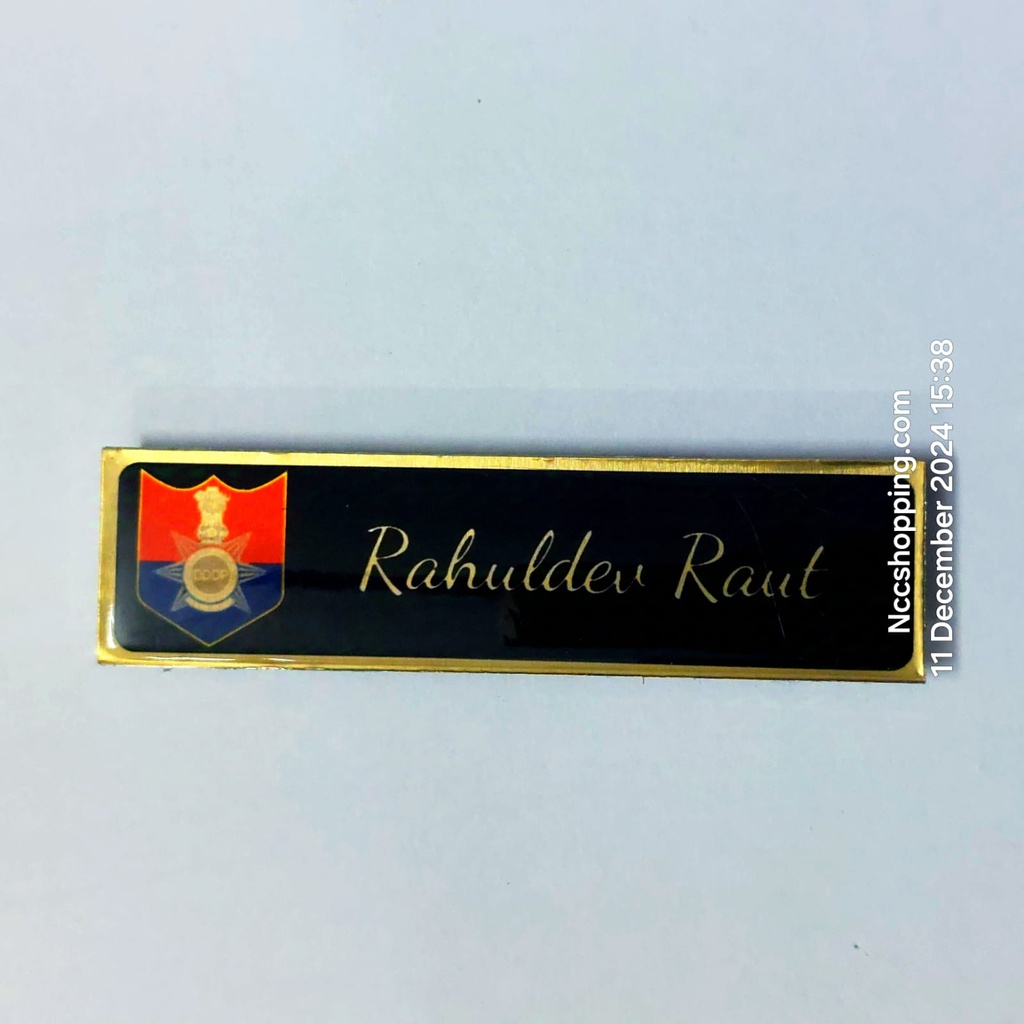 Rahuldev Raut
Nccshopping.com
11 December 2024 15:38